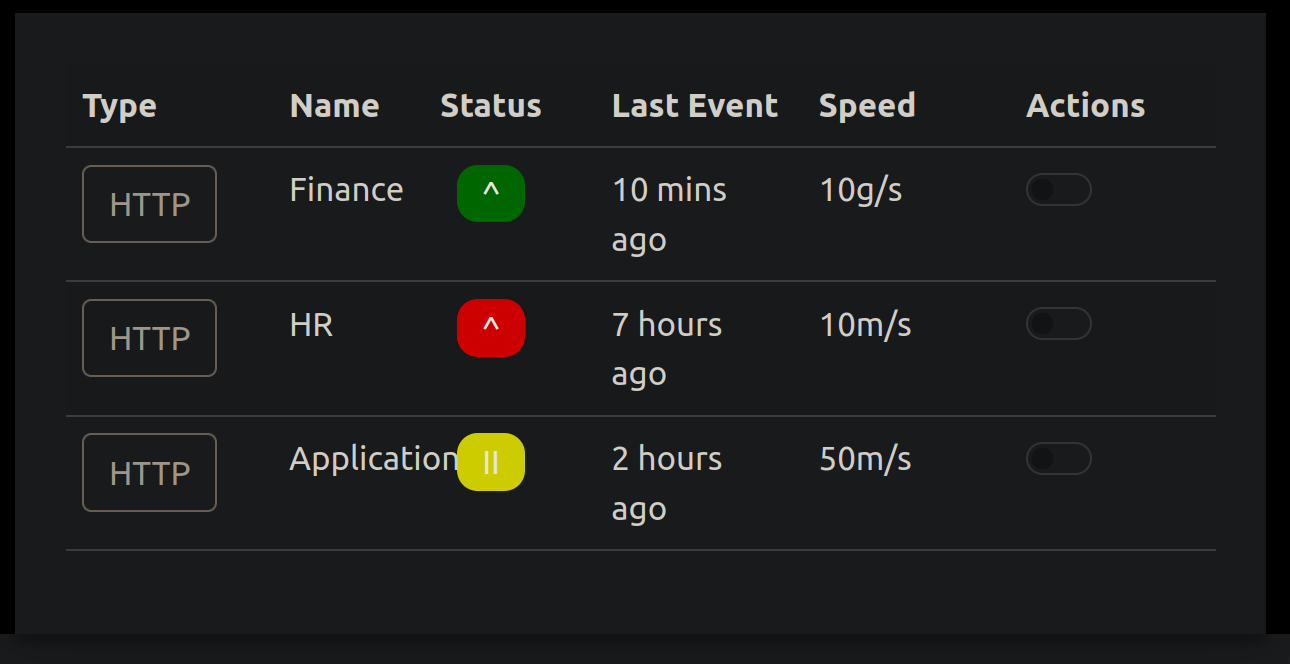 Type Name Status Last Event Speed Actions
HTTP Finance ^ 10 mins ago 10g/s
HTTP HR ^ 7 hours ago 10m/s
HTTP Application || 2 hours ago 50m/s